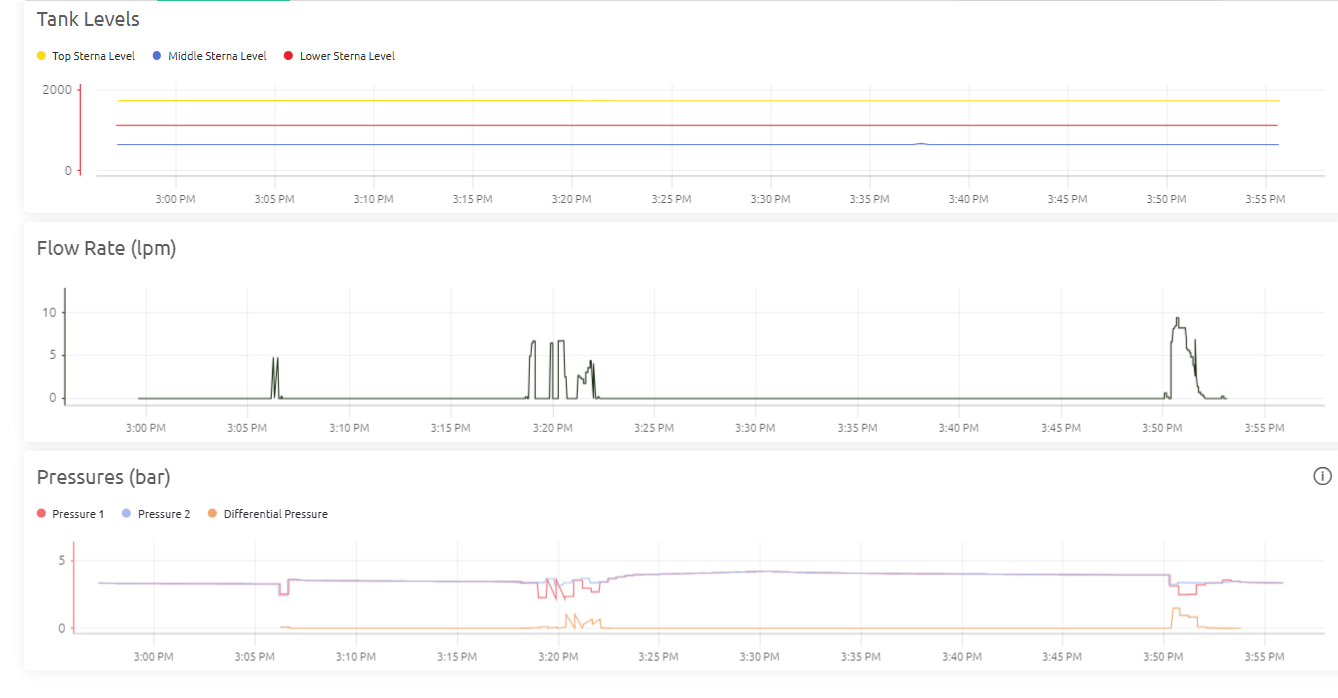 Tank Levels
Top Sterna Level Middle Sterna Level Lower Sterna Level
2000
0
3:00 PM 3:05 PM 3:10 PM 3:15 PM 3:20 PM 3:25 PM 3:30 PM 3:35 PM 3:40 PM 3:45 PM 3:50 PM 3:55 PM
Flow Rate (lpm)
10
5
0
3:00 PM 3:05 PM 3:10 PM 3:15 PM 3:20 PM 3:25 PM 3:30 PM 3:35 PM 3:40 PM 3:45 PM 3:50 PM 3:55 PM
Pressures (bar)
Pressure 1 Pressure 2 Differential Pressure
5
0
3:00 PM 3:05 PM 3:10 PM 3:15 PM 3:20 PM 3:25 PM 3:30 PM 3:35 PM 3:40 PM 3:45 PM 3:50 PM 3:55 PM